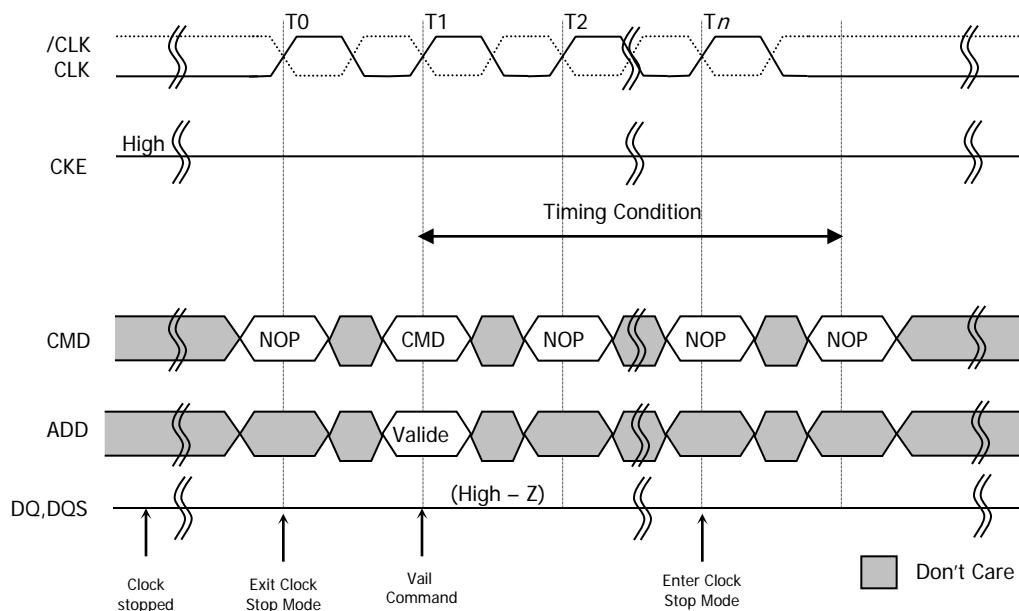 T0 T1 T2 Tn
/CLK
CLK
High
CKE
Timing Condition
CMD NOP CMD NOP NOP NOP
ADD Valide
(High – Z)
DQ,DQS
Clock
stopped
Exit Clock
Stop Mode
Vail
Command
Enter Clock
Stop Mode
Don't Care